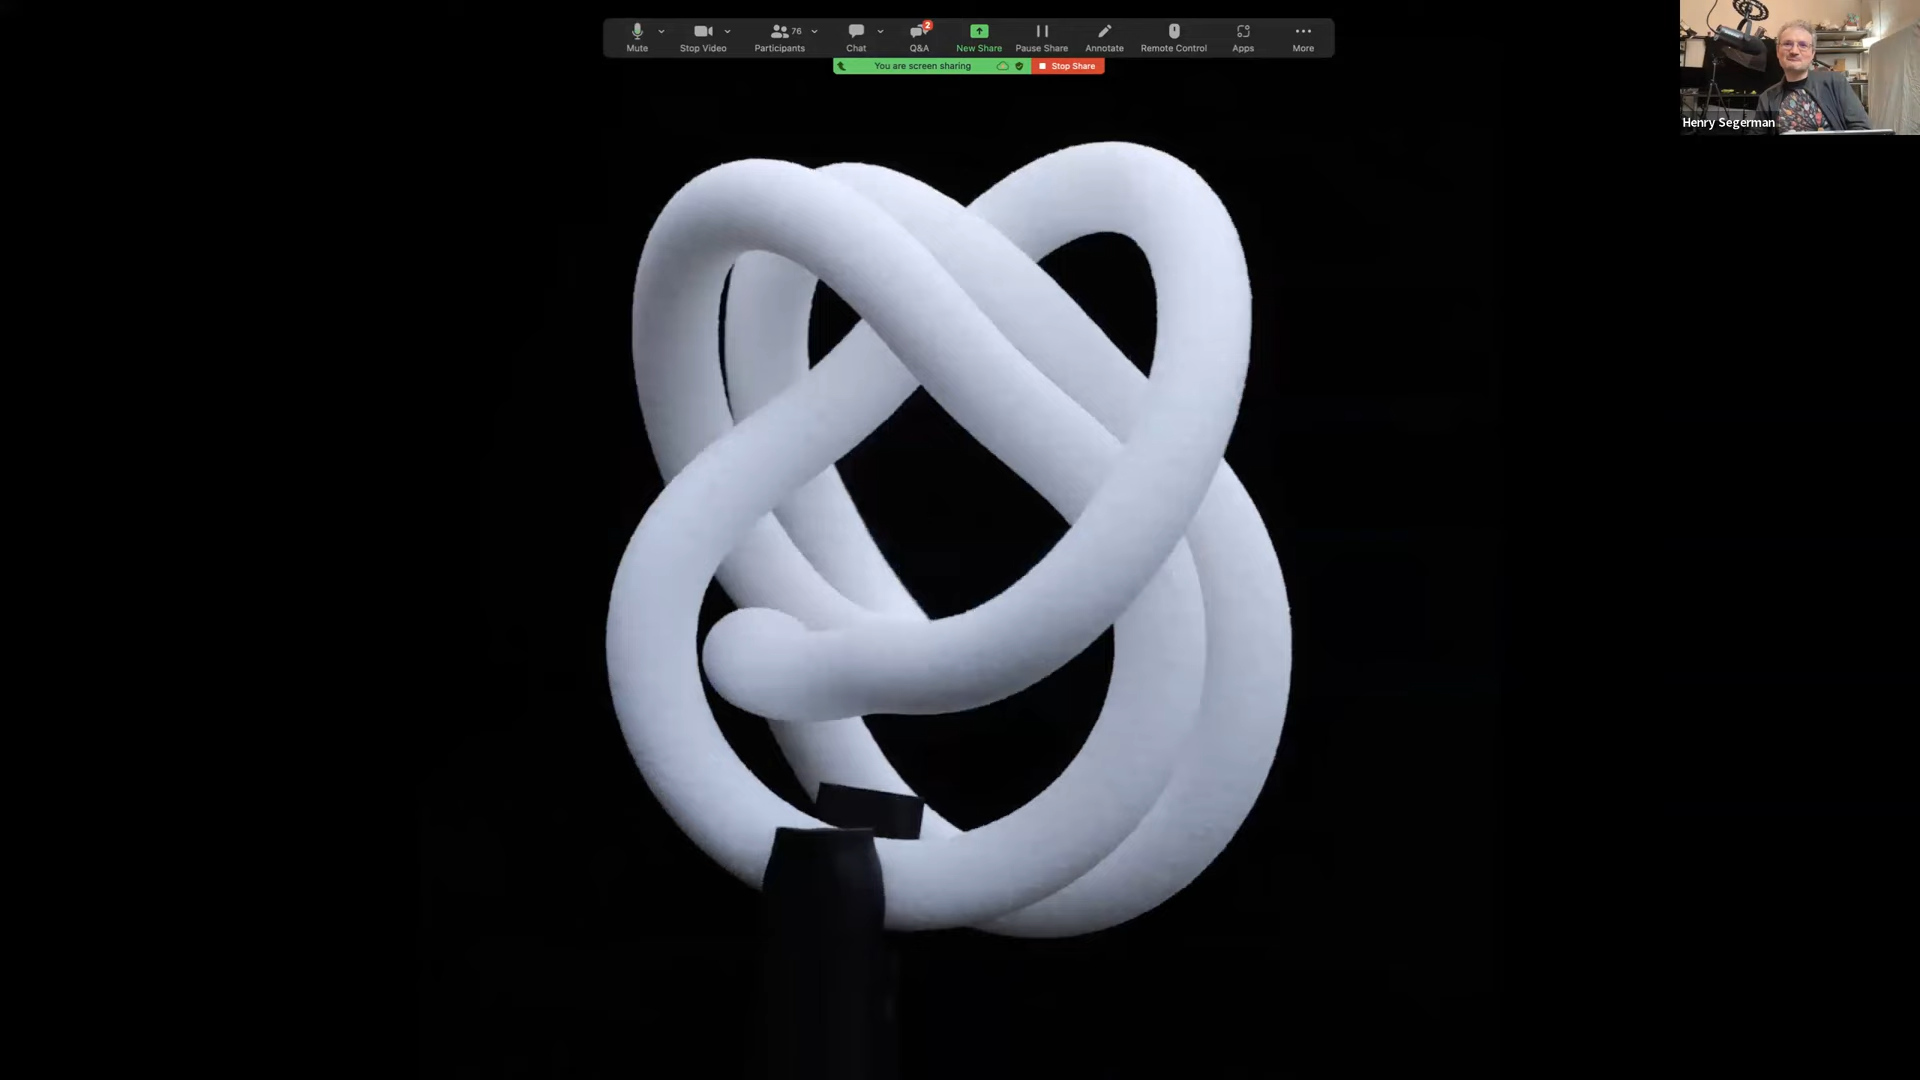 Mute
Stop Video
Participants
76
Chat
2
Q&A
New Share
Pause Share
Annotate
Remote Control
Apps
More
You are screen sharing
Stop Share
Henry Segerman